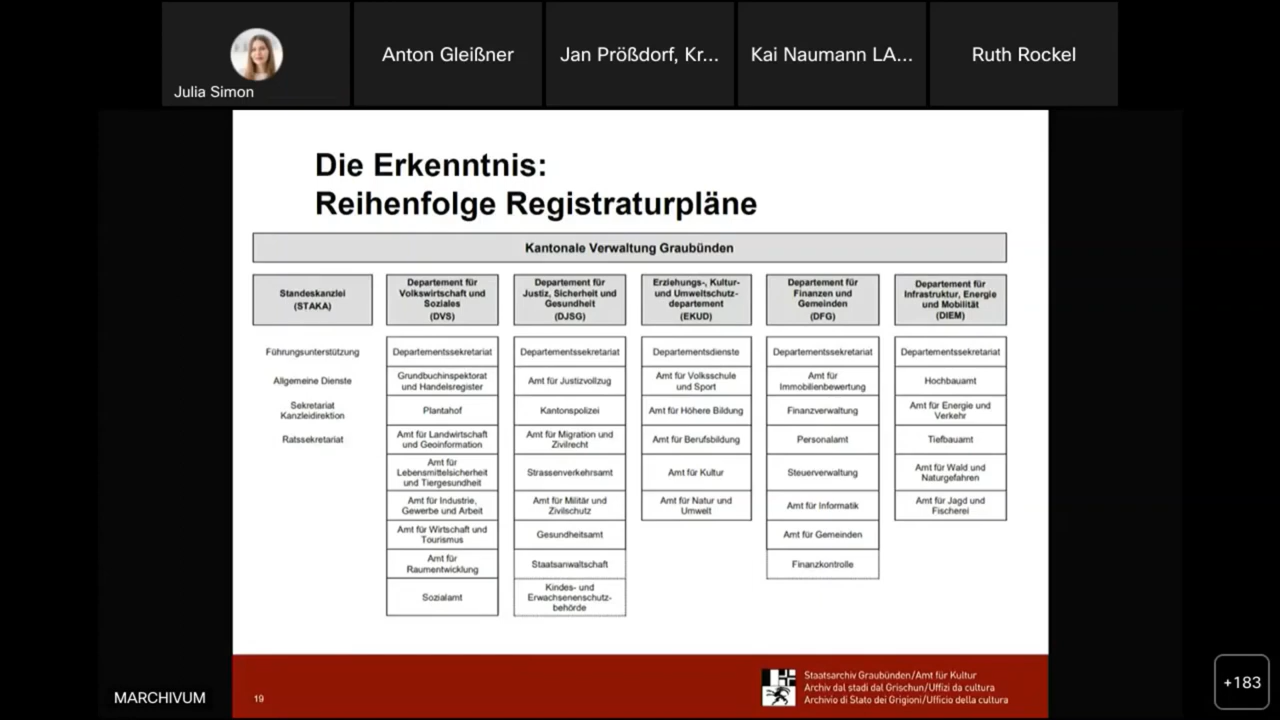 Julia Simon
Anton Gleißner
Jan Prößdorf, Kr...
Kai Naumann LA...
Ruth Rockel
Die Erkenntnis:
Reihenfolge Registraturpläne
Kantonale Verwaltung Graubünden
Standeskanzlei
(STAKA)
Führungsunterstützung
Allgemeine Dienste
Sekretariat
Kanzleidirektion
Ratssekretariat
Departement für
Volkswirtschaft und
Soziales
(DVS)
Departementssekretariat
Grundbuchinspektorat
und Handelsregister
Plantahof
Amt für Landwirtschaft
und Geoinformation
Amt für
Lebensmittelsicherheit
und Tiergesundheit
Amt für Industrie,
Gewerbe und Arbeit
Amt für Wirtschaft und
Tourismus
Amt für
Raumentwicklung
Sozialamt
Departement für
Justiz, Sicherheit und
Gesundheit
(DJSG)
Departementssekretariat
Amt für Justizvollzug
Kantonspolizei
Amt für Migration und
Zivilrecht
Strassenverkehrsamt
Amt für Militär und
Zivilschutz
Gesundheitsamt
Staatsanwaltschaft
Kindes- und
Erwachsenenschutz-
behörde
Erziehungs-, Kultur-
und Umweltschutz-
departement
(EKUD)
Departementsdienste
Amt für Volksschule
und Sport
Amt für Höhere Bildung
Amt für Berufsbildung
Amt für Kultur
Amt für Natur und
Umwelt
Departement für
Finanzen und
Gemeinden
(DFG)
Departementssekretariat
Amt für
Immobilienbewertung
Finanzverwaltung
Personalamt
Steuerverwaltung
Amt für Informatik
Amt für Gemeinden
Finanzkontrolle
Departement für
Infrastruktur, Energie
und Mobilität
(DIEM)
Departementssekretariat
Hochbauamt
Amt für Energie und
Verkehr
Tiefbauamt
Amt für Wald und
Naturgefahren
Amt für Jagd und
Fischerei
MARCHIVUM
19
Staatsarchiv Graubünden/Amt für Kultur
Archiv dal stadi dal Grischun/Uffizi da cultura
Archivio di Stato dei Grigioni/Ufficio della cultura
+183